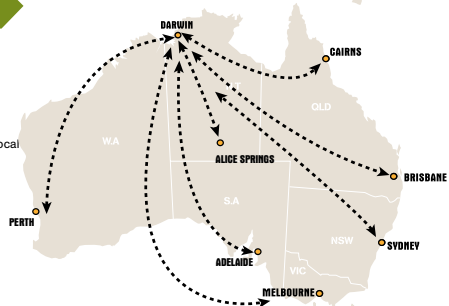 DARWIN
CAIRNS
QLD
W.A
ocal
ALICE SPRINGS
BRISBANE
S.A
PERTH
NSW
SYDNEY
ADELAIDE
VIC
MELBOURNE